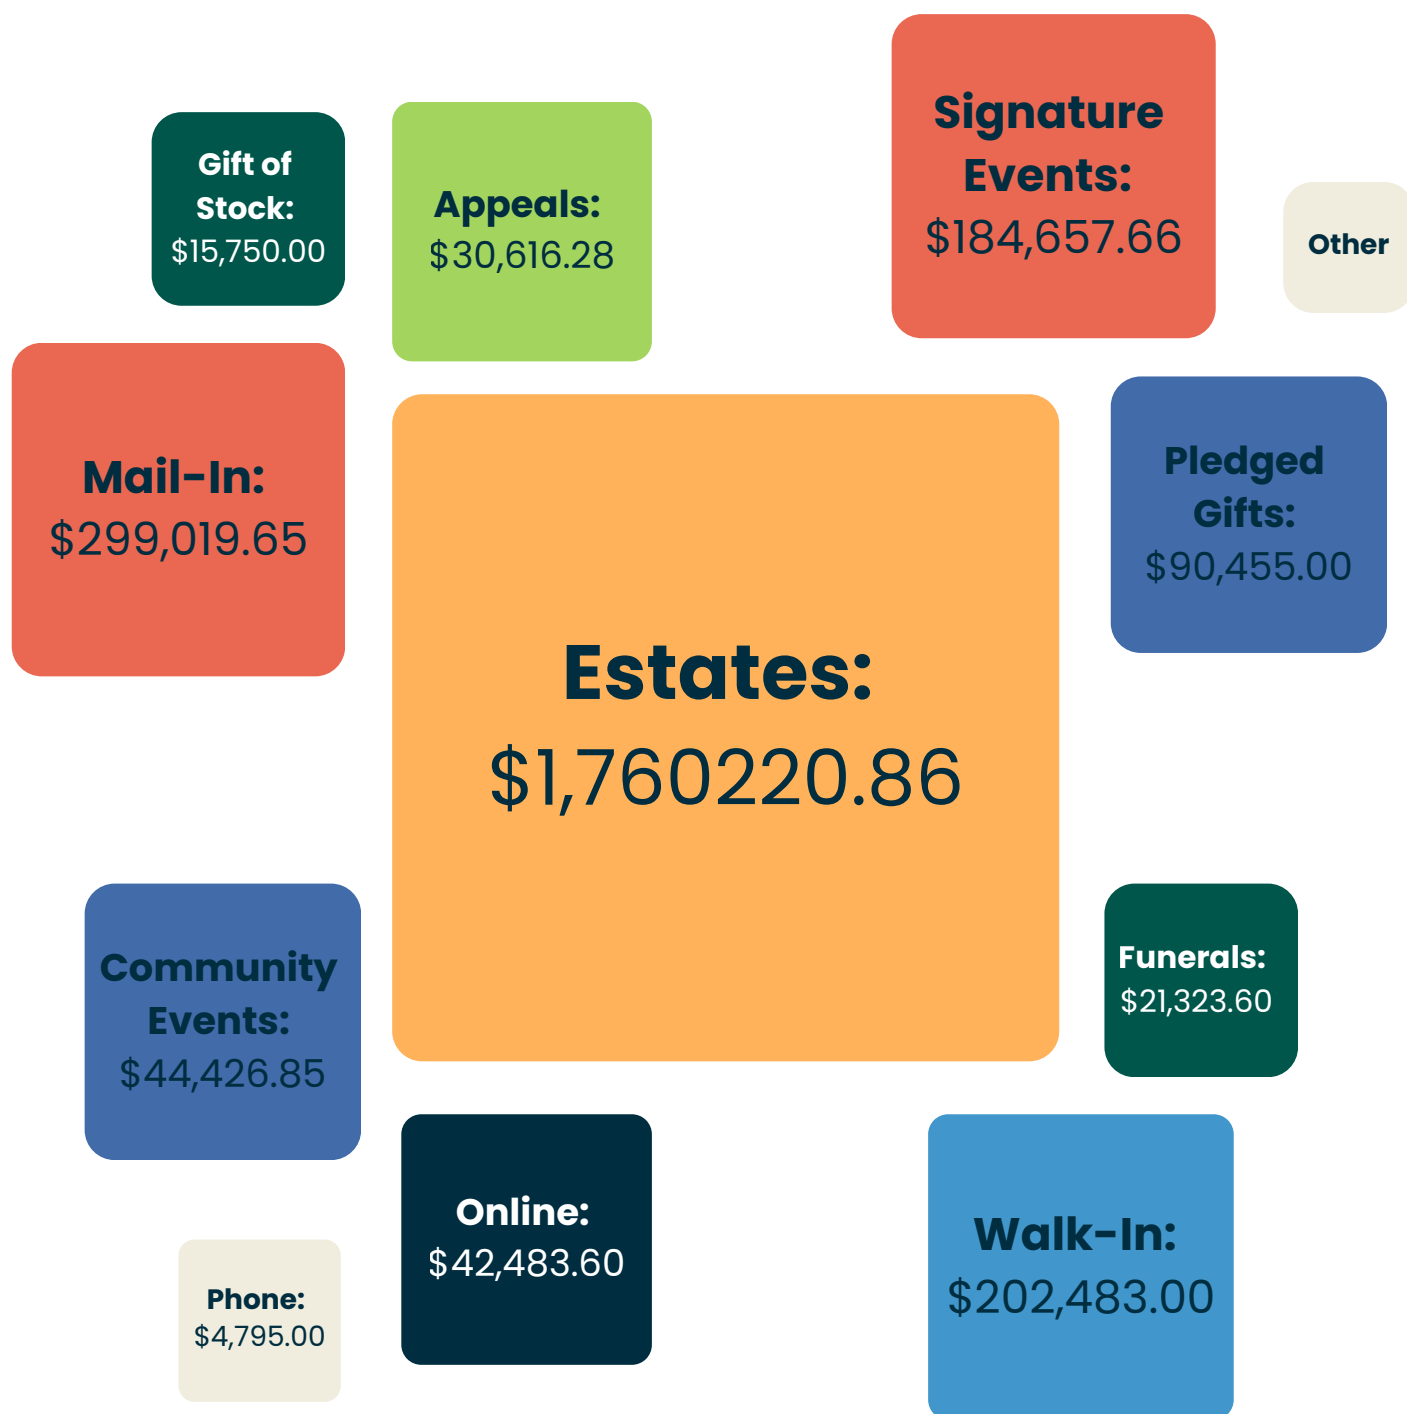 Signature
Events:
$184,657.66
Gift of
Stock:
$15,750.00
Appeals:
$30,616.28
Other
Mail-In:
$299,019.65
Pledged
Gifts:
$90,455.00
Estates:
$1,760220.86
Community
Events:
$44,426.85
Funerals:
$21,323.60
Online:
$42,483.60
Walk-In:
$202,483.00
Phone:
$4,795.00